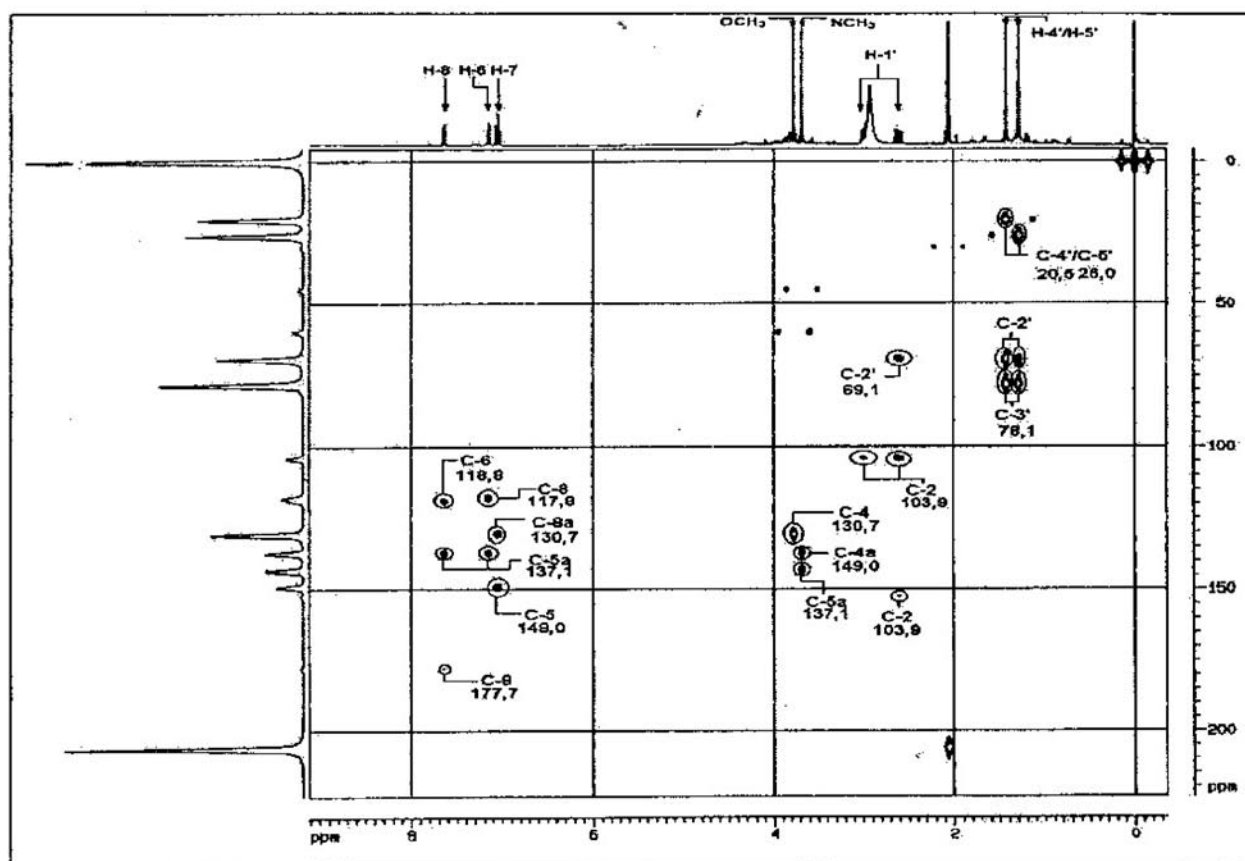 OCH₃ NCH₃ H-4'/H-5'
H-8 H-6 H-7 H-1'
0
C-4'/C-5'
20,5 26,0
50
C-2'
C-2'
69,1
C-3'
78,1
100
C-6
118,8
C-8
117,8
C-2
103,9
C-4
130,7
C-8a
130,7
C-4a
149,0
C-5a
137,1
C-5a
137,1
C-2
103,9
150
C-5
149,0
C-9
177,7
200
ppm
ppm 8 6 4 2 0